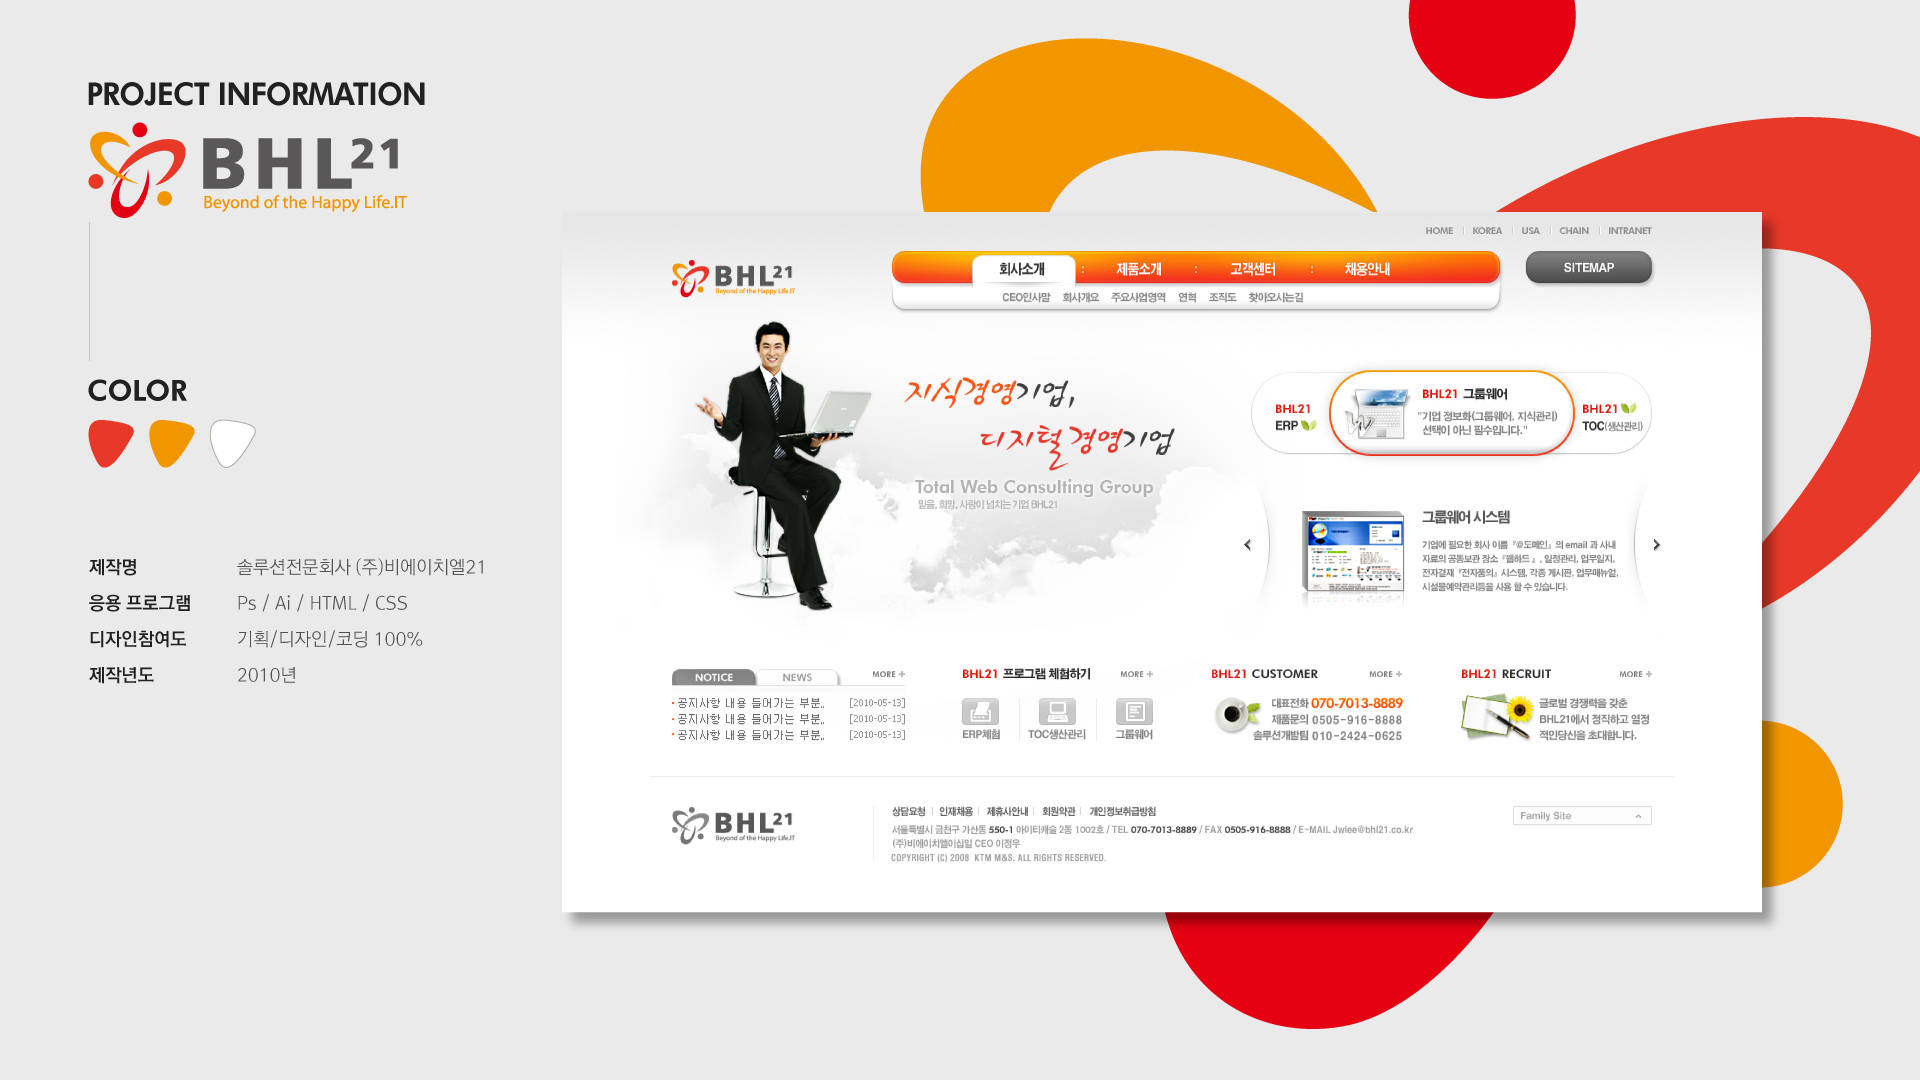 PROJECT INFORMATION
BHL21
Beyond of the Happy Life.IT
COLOR
제작명 솔루션전문회사 (주)비에이치엘21
응용 프로그램 Ps / Ai / HTML / CSS
디자인참여도 기획/디자인/코딩 100%
제작년도 2010년
HOME KOREA USA CHAIN INTRANET
BHL21
Beyond of the Happy Life.IT
회사소개 : 제품소개 : 고객센터 : 채용안내
SITEMAP
CEO인사말 회사개요 주요사업영역 연혁 조직도 찾아오시는길
지식경영기업,
디지털경영기업
Total Web Consulting Group
믿음, 희망, 사랑이 넘치는 기업 BHL21
BHL21
ERP
BHL21 그룹웨어
"기업 정보화(그룹웨어, 지식관리)
선택이 아닌 필수입니다."
BHL21
TOC(생산관리)
그룹웨어 시스템
기업에 필요한 회사 이름『@도메인』의 email 과 사내
자료의 공동보관 장소『웹하드 』, 일정관리, 업무일지,
전자결재『전자품의』시스템, 각종 게시판, 업무매뉴얼,
시설물예약관리등을 사용 할 수 있습니다.
NOTICE NEWS MORE +
공지사항 내용 들어가는 부분.. [2010-05-13]
공지사항 내용 들어가는 부분.. [2010-05-13]
공지사항 내용 들어가는 부분.. [2010-05-13]
BHL21 프로그램 체험하기 MORE +
ERP체험 TOC생산관리 그룹웨어
BHL21 CUSTOMER MORE +
대표전화 070-7013-8889
제품문의 0505-916-8888
솔루션개발팀 010-2424-0625
BHL21 RECRUIT MORE +
글로벌 경쟁력을 갖춘
BHL21에서 정직하고 열정
적인당신을 초대합니다.
BHL21
Beyond of the Happy Life.IT
상담요청 인재채용 제휴사안내 회원약관 개인정보취급방침
서울특별시 금천구 가산동 550-1 아이티캐슬 2동 1002호 / TEL 070-7013-8889 / FAX 0505-916-8888 / E-MAIL Jwlee@bhl21.co.kr
(주)비에이치엘이십일 CEO 이정우
COPYRIGHT (C) 2008 KTM M&S. ALL RIGHTS RESERVED.
Family Site